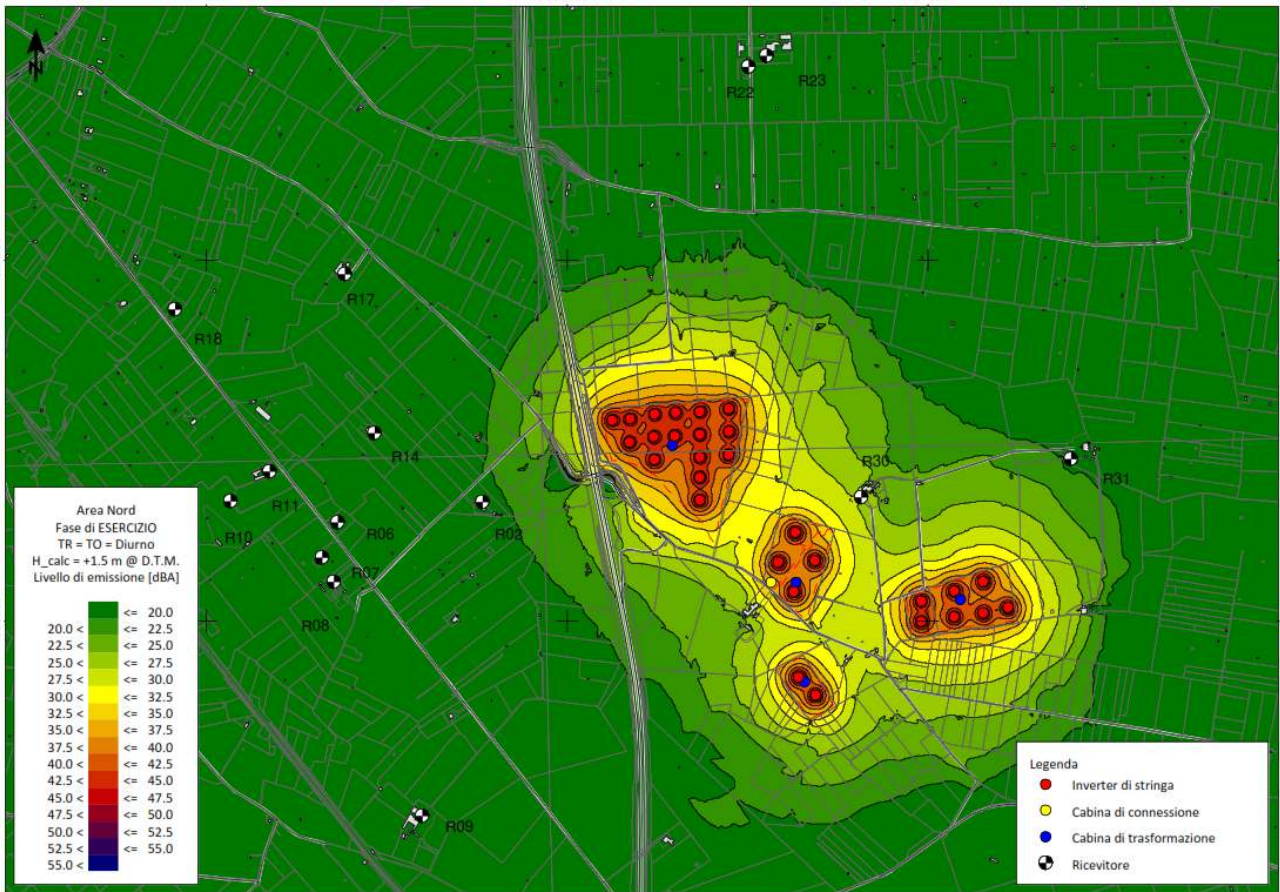 N
R22
R23
R17
R18
R14
R30
R31
R11
R10
R02
R06
R07
R08
R09
Area Nord
Fase di ESERCIZIO
TR = TO = Diurno
H_calc = +1.5 m @ D.T.M.
Livello di emissione [dBA]
<= 20.0
20.0 < <= 22.5
22.5 < <= 25.0
25.0 < <= 27.5
27.5 < <= 30.0
30.0 < <= 32.5
32.5 < <= 35.0
35.0 < <= 37.5
37.5 < <= 40.0
40.0 < <= 42.5
42.5 < <= 45.0
45.0 < <= 47.5
47.5 < <= 50.0
50.0 < <= 52.5
52.5 < <= 55.0
55.0 <
Legenda
Inverter di stringa
Cabina di connessione
Cabina di trasformazione
Ricevitore